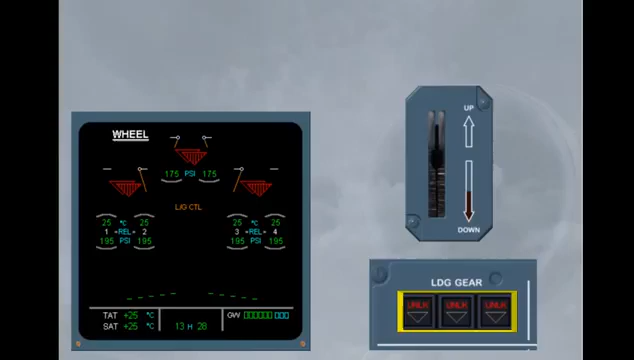 WHEEL
UP
175 PSI 175
L/G CTL
25 °C 25
1 REL 2
195 PSI 195
25 °C 25
3 REL 4
195 PSI 195
DOWN
LDG GEAR
UNLK UNLK UNLK
TAT +25 °C
SAT +25 °C
13 H 28
GW